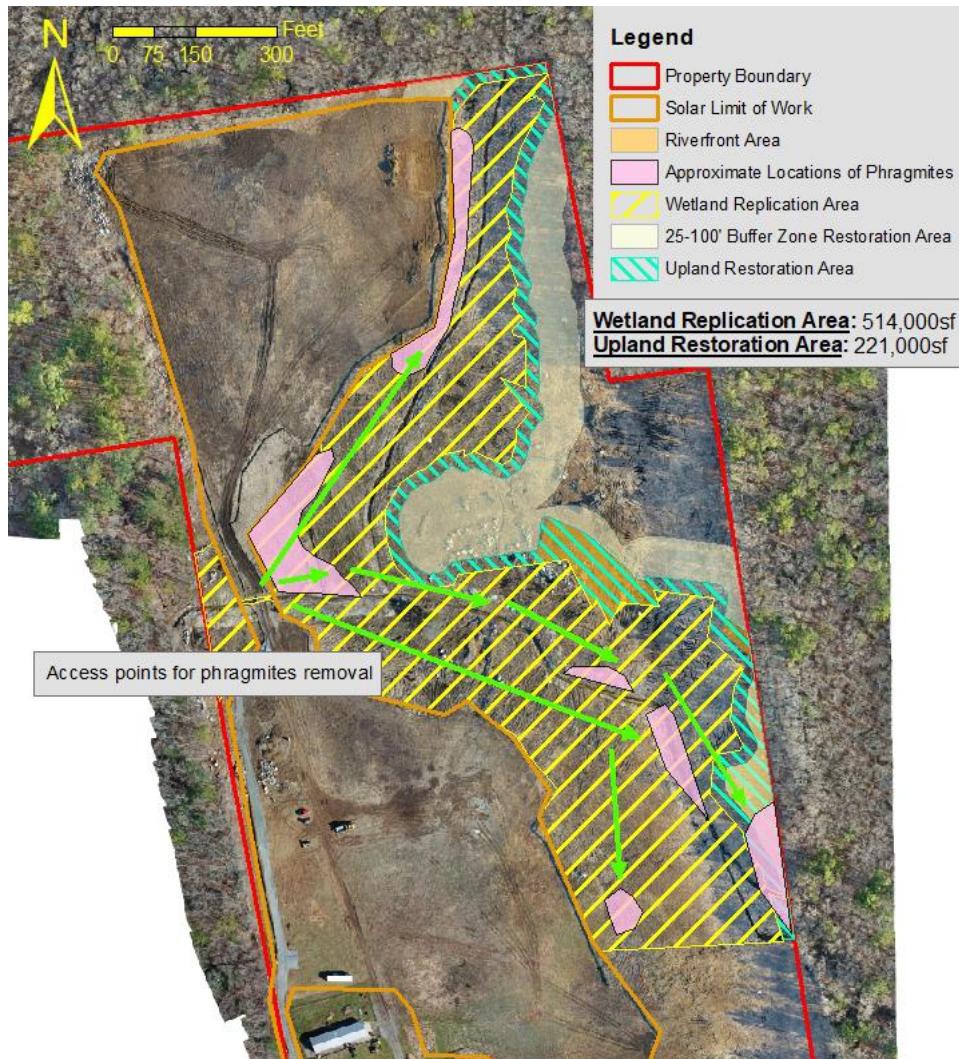 N
Feet
0 75 150 300
Legend
Property Boundary
Solar Limit of Work
Riverfront Area
Approximate Locations of Phragmites
Wetland Replication Area
25-100' Buffer Zone Restoration Area
Upland Restoration Area
Wetland Replication Area: 514,000sf
Upland Restoration Area: 221,000sf
Access points for phragmites removal